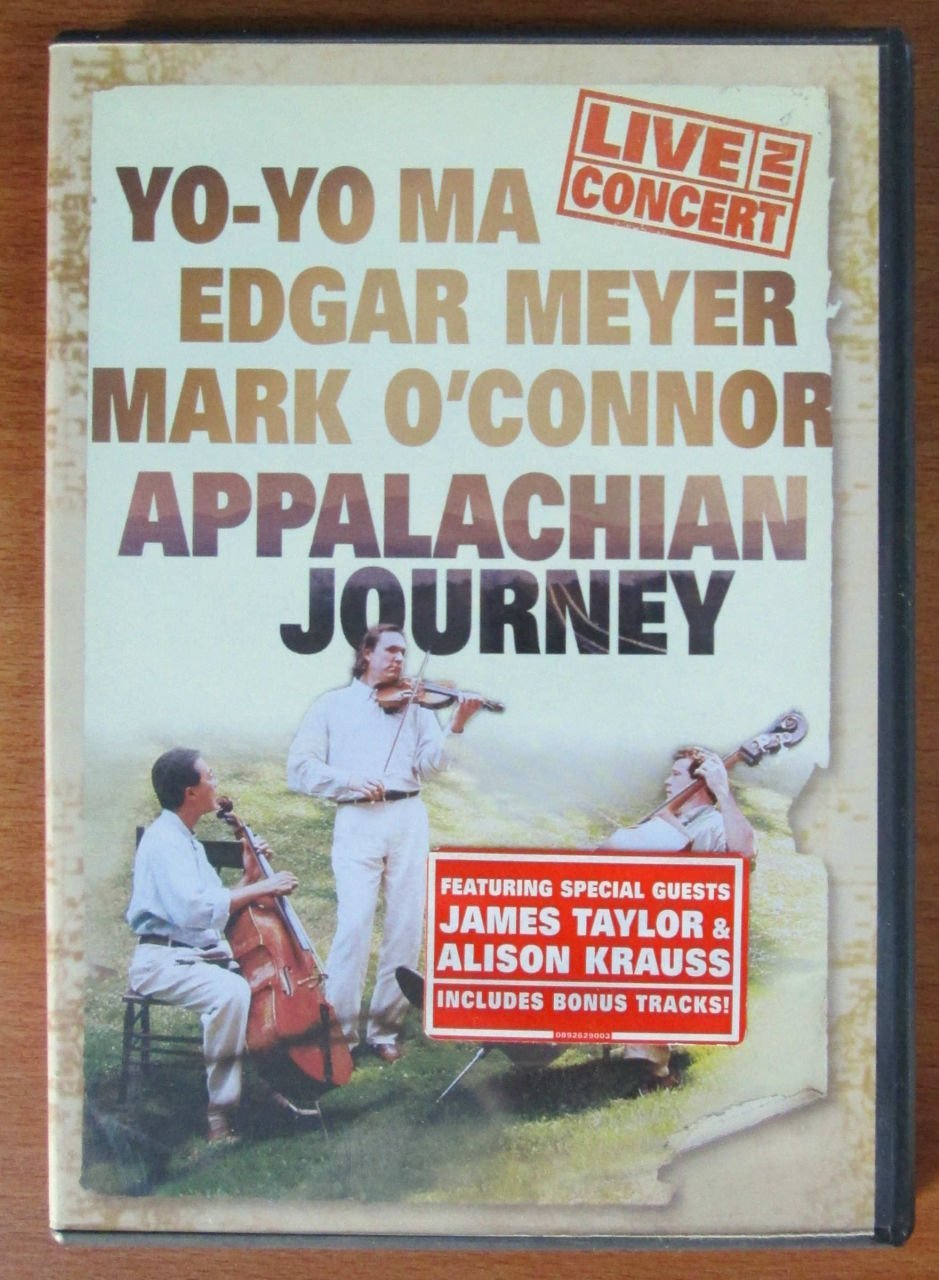 LIVE IN
CONCERT
YO-YO MA
EDGAR MEYER
MARK O'CONNOR
APPALACHIAN
JOURNEY
FEATURING SPECIAL GUESTS
JAMES TAYLOR &
ALISON KRAUSS
INCLUDES BONUS TRACKS!
0892629003